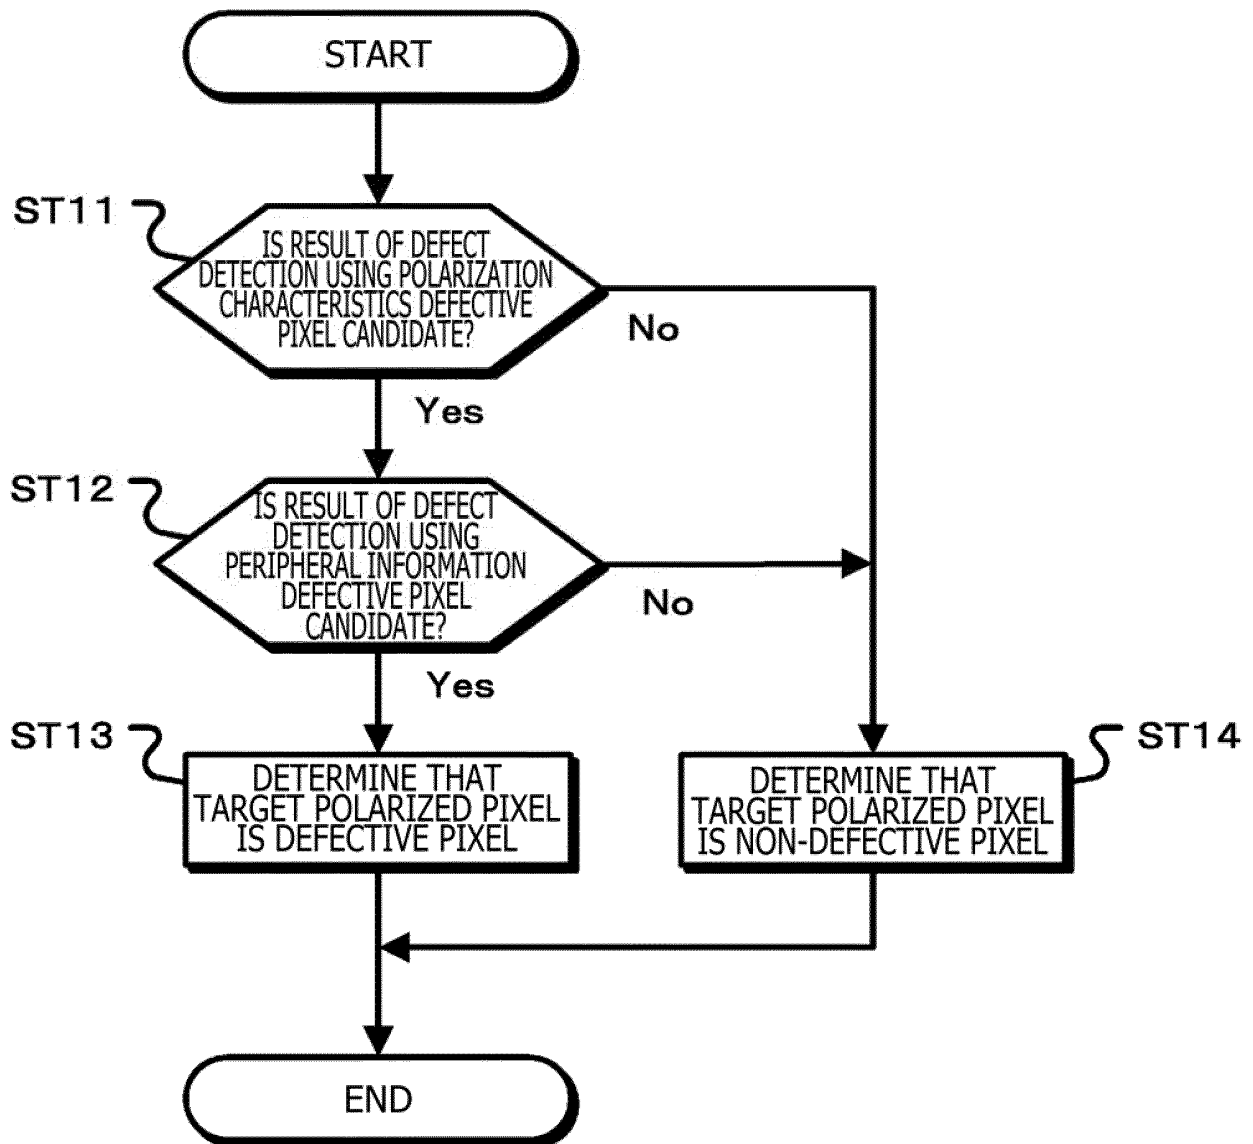 START
ST11
IS RESULT OF DEFECT
DETECTION USING POLARIZATION
CHARACTERISTICS DEFECTIVE
PIXEL CANDIDATE?
No
Yes
ST12
IS RESULT OF DEFECT
DETECTION USING
PERIPHERAL INFORMATION
DEFECTIVE PIXEL
CANDIDATE?
No
Yes
ST13
DETERMINE THAT
TARGET POLARIZED PIXEL
IS DEFECTIVE PIXEL
ST14
DETERMINE THAT
TARGET POLARIZED PIXEL
IS NON-DEFECTIVE PIXEL
END